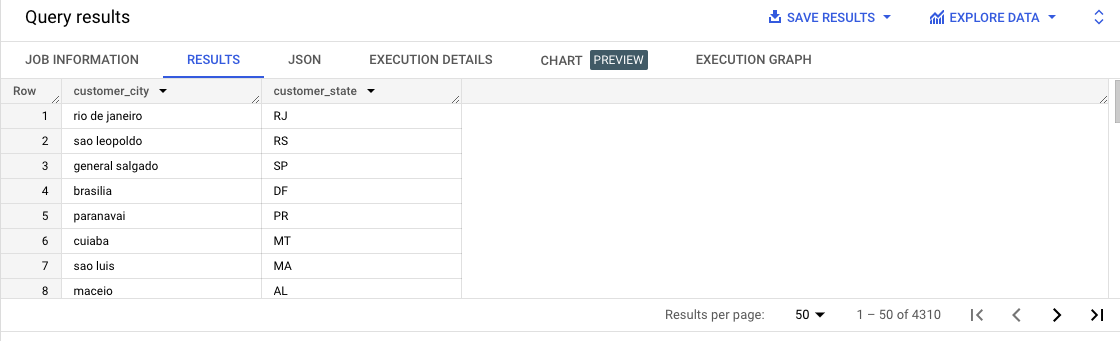 Query results SAVE RESULTS EXPLORE DATA
JOB INFORMATION RESULTS JSON EXECUTION DETAILS CHART PREVIEW EXECUTION GRAPH
Row customer_city customer_state
1 rio de janeiro RJ
2 sao leopoldo RS
3 general salgado SP
4 brasilia DF
5 paranavai PR
6 cuiaba MT
7 sao luis MA
8 maceio AL
Results per page: 50 1 – 50 of 4310